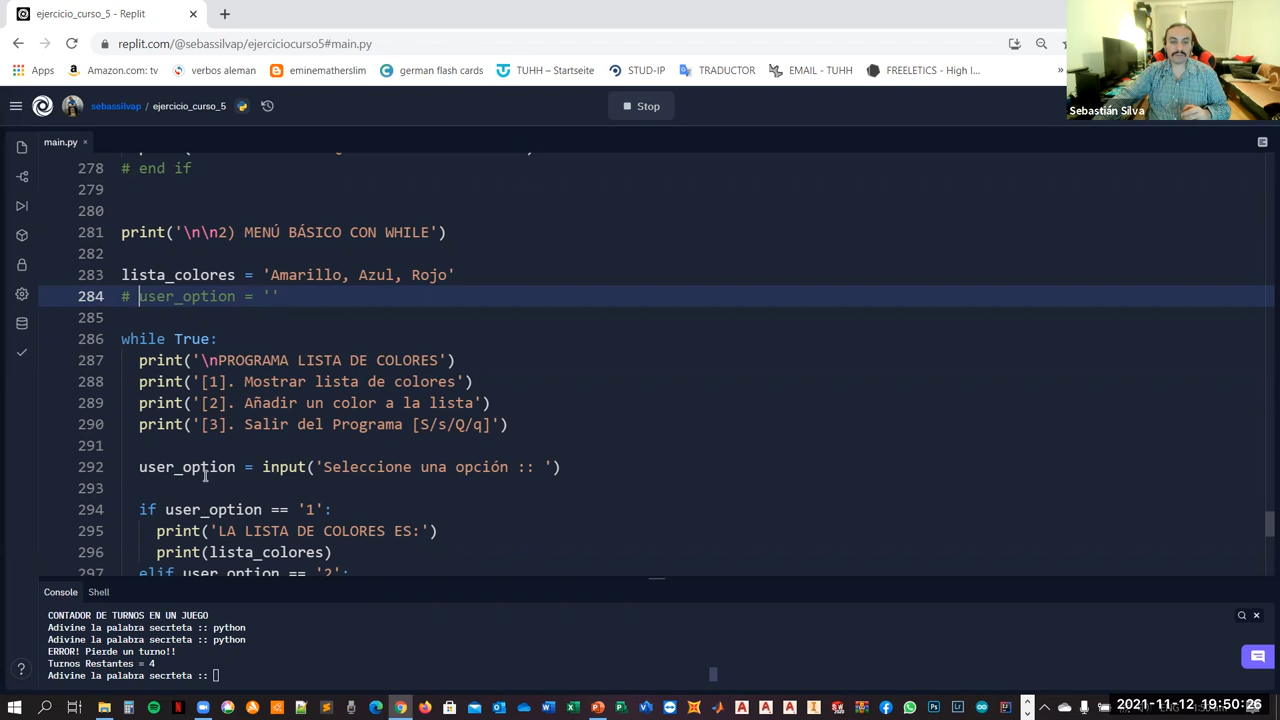 ejercicio_curso_5 - Replit
replit.com/@sebassilvap/ejerciciocurso5#main.py
Apps
Amazon.com: tv
verbos aleman
eminemathslim
german flash cards
TUHH – Startseite
STUD-IP
TRADUCTOR
EMAIL - TUHH
Sebastián Silva
sebassilvap / ejercicio_curso_5
Stop
main.py
278 # end if
279
280
281 print('\n\n2) MENÚ BÁSICO CON WHILE')
282
283 lista_colores = 'Amarillo, Azul, Rojo'
284 # user_option = ''
285
286 while True:
287 print('\nPROGRAMA LISTA DE COLORES')
288 print('[1]. Mostrar lista de colores')
289 print('[2]. Añadir un color a la lista')
290 print('[3]. Salir del Programa [S/s/Q/q]')
291
292 user_option = input('Seleccione una opción :: ')
293
294 if user_option == '1':
295 print('LA LISTA DE COLORES ES:')
296 print(lista_colores)
297 elif user_option == '2':
Console
Shell
CONTADOR DE TURNOS EN UN JUEGO
Adivine la palabra secrteta :: python
Adivine la palabra secrteta :: python
ERROR! Pierde un turno!!
Turnos Restantes = 4
Adivine la palabra secrteta ::
2021-11-12 19:50:26